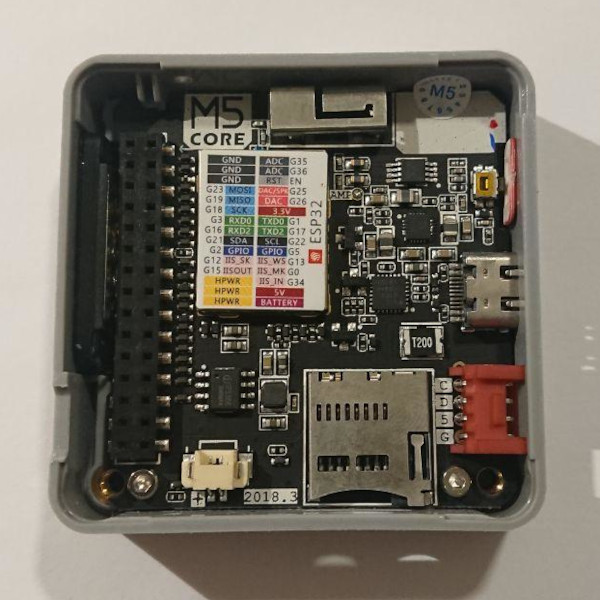 M5
CORE
M5
GND ADC G35
GND ADC G36
GND RST EN
G23 MOSI DAC/SPK G25
G19 MISO DAC G26
G18 SCK 3.3V
G3 RXD0 TXD0 G1
G16 RXD2 TXD2 G17
G21 SDA SCL G22
G2 GPIO GPIO G5
G12 IIS_SK IIS_WS G13
G15 IISOUT IIS_MK G0
HPWR IIS_IN G34
HPWR 5V
HPWR BATTERY
ESP32
AMP
T200
C
D
5
G
+
2018.3